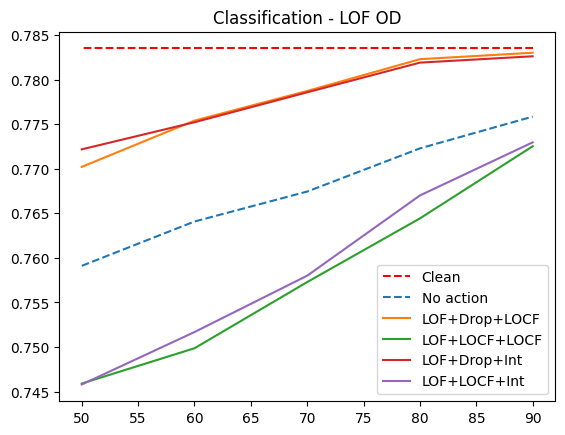 Classification - LOF OD
0.785
0.780
0.775
0.770
0.765
0.760
0.755
0.750
0.745
50 55 60 65 70 75 80 85 90
Clean
No action
LOF+Drop+LOCF
LOF+LOCF+LOCF
LOF+Drop+Int
LOF+LOCF+Int